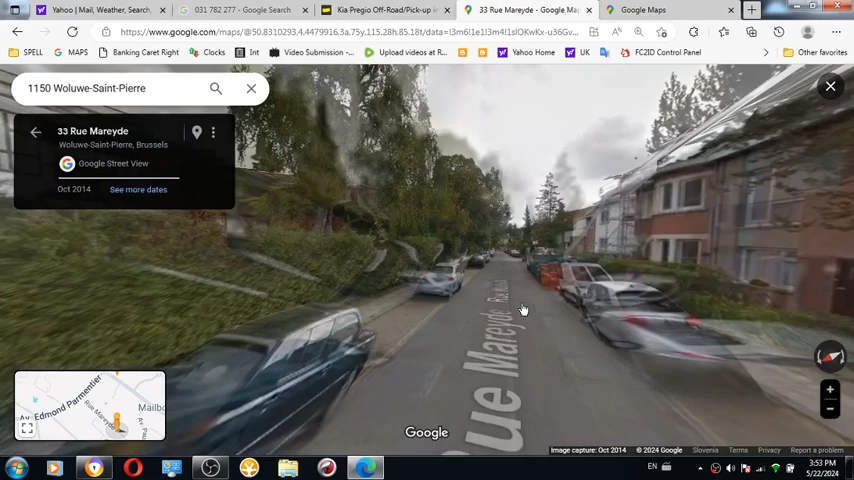 Yahoo | Mail, Weather, Search,
031 782 277 - Google Search
Kia Pregio Off-Road/Pick-up in
33 Rue Mareyde - Google Ma
Google Maps
https://www.google.com/maps/@50.8310293,4.4479916,3a,75y,115.28h,85.18t/data=!3m6!1e1!3m4!1sIOKwKx-u36Gv...
SPELL
MAPS
Banking Caret Right
Clocks
Int
Video Submission -...
Upload videos at R...
Yahoo Home
UK
FC2ID Control Panel
Other favorites
1150 Woluwe-Saint-Pierre
33 Rue Mareyde
Woluwe-Saint-Pierre, Brussels
Google Street View
Oct 2014
See more dates
Rue Mareyde
Av. Edmond Parmentier
Rue Mareyde
Mailbo
Google
Image capture: Oct 2014
© 2024 Google
Slovenia
Terms
Privacy
Report a problem
EN
3:53 PM
5/22/2024